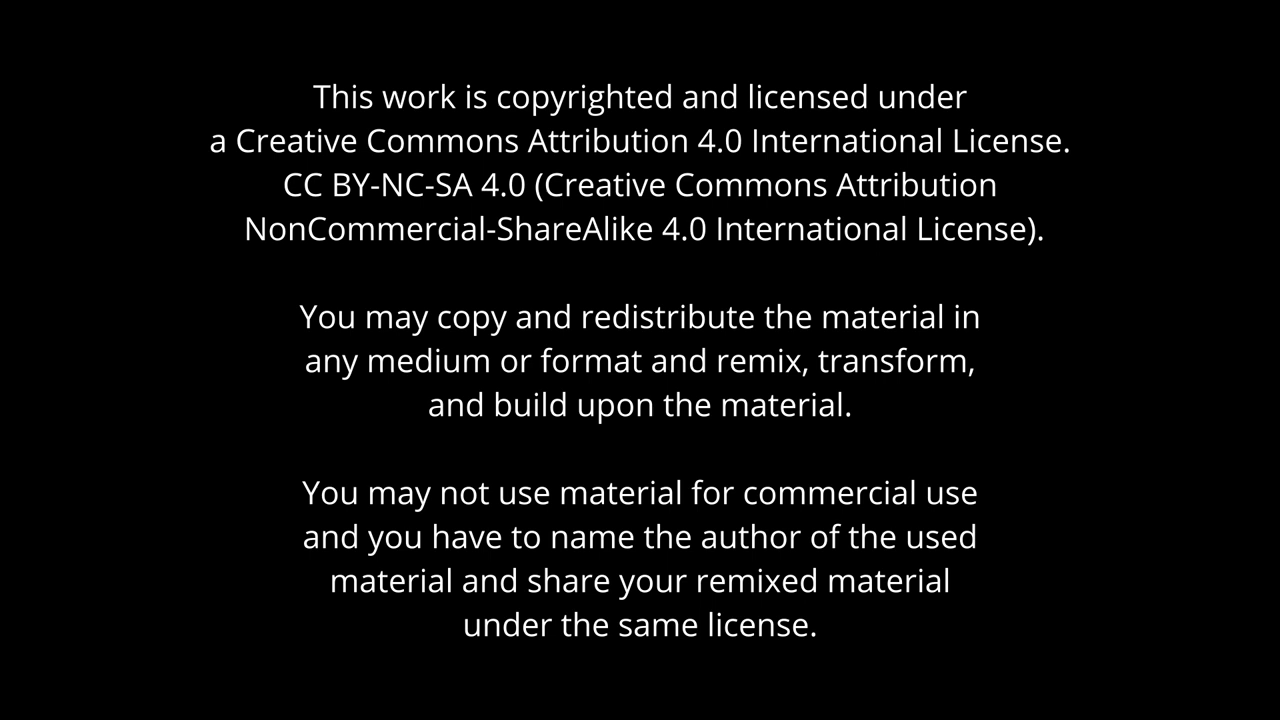 This work is copyrighted and licensed under
a Creative Commons Attribution 4.0 International License.
CC BY-NC-SA 4.0 (Creative Commons Attribution
NonCommercial-ShareAlike 4.0 International License).
You may copy and redistribute the material in
any medium or format and remix, transform,
and build upon the material.
You may not use material for commercial use
and you have to name the author of the used
material and share your remixed material
under the same license.